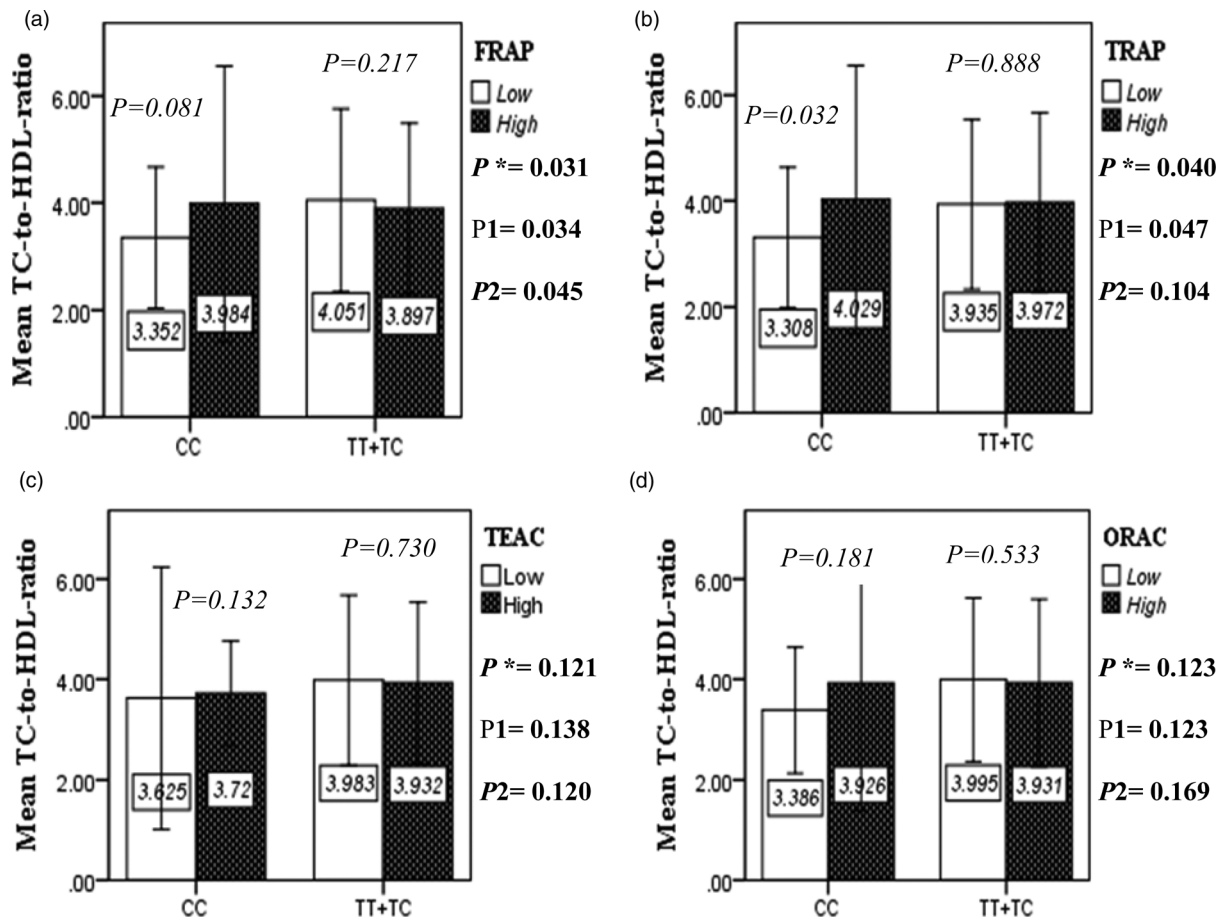 (a)
Mean TC-to-HDL-ratio
6.00
4.00
2.00
.00
P=0.081
P=0.217
3.352
3.984
4.051
3.897
CC
TT+TC
FRAP
Low
High
P *= 0.031
P1= 0.034
P2= 0.045
(b)
Mean TC-to-HDL-ratio
6.00
4.00
2.00
.00
P=0.032
P=0.888
3.308
4.029
3.935
3.972
CC
TT+TC
TRAP
Low
High
P *= 0.040
P1= 0.047
P2= 0.104
(c)
Mean TC-to-HDL-ratio
6.00
4.00
2.00
.00
P=0.132
P=0.730
3.625
3.72
3.983
3.932
CC
TT+TC
TEAC
Low
High
P *= 0.121
P1= 0.138
P2= 0.120
(d)
Mean TC-to-HDL-ratio
6.00
4.00
2.00
.00
P=0.181
P=0.533
3.386
3.926
3.995
3.931
CC
TT+TC
ORAC
Low
High
P *= 0.123
P1= 0.123
P2= 0.169